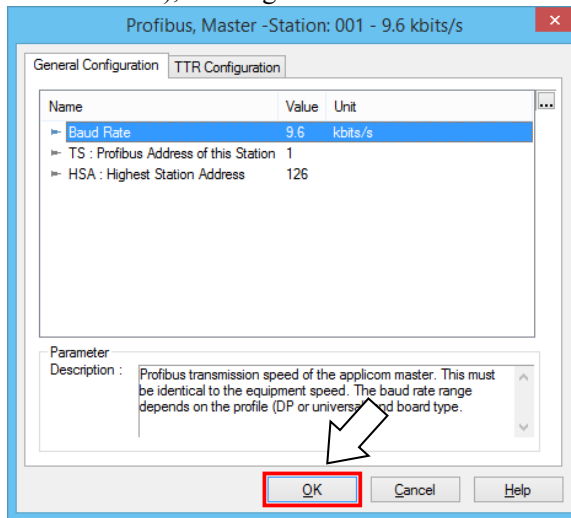 Profibus, Master -Station: 001 - 9.6 kbits/s
General Configuration TTR Configuration
Name Value Unit
Baud Rate 9.6 kbits/s
TS : Profibus Address of this Station 1
HSA : Highest Station Address 126
Parameter
Description : Profibus transmission speed of the applicom master. This must
be identical to the equipment speed. The baud rate range
depends on the profile (DP or and board type.
OK Cancel Help